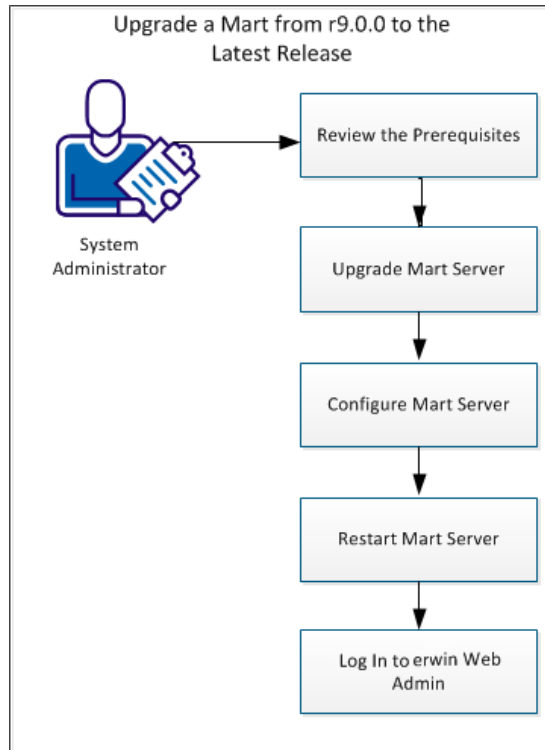 Upgrade a Mart from r9.0.0 to the
Latest Release
Review the Prerequisites
System
Administrator
Upgrade Mart Server
Configure Mart Server
Restart Mart Server
Log In to erwin Web
Admin